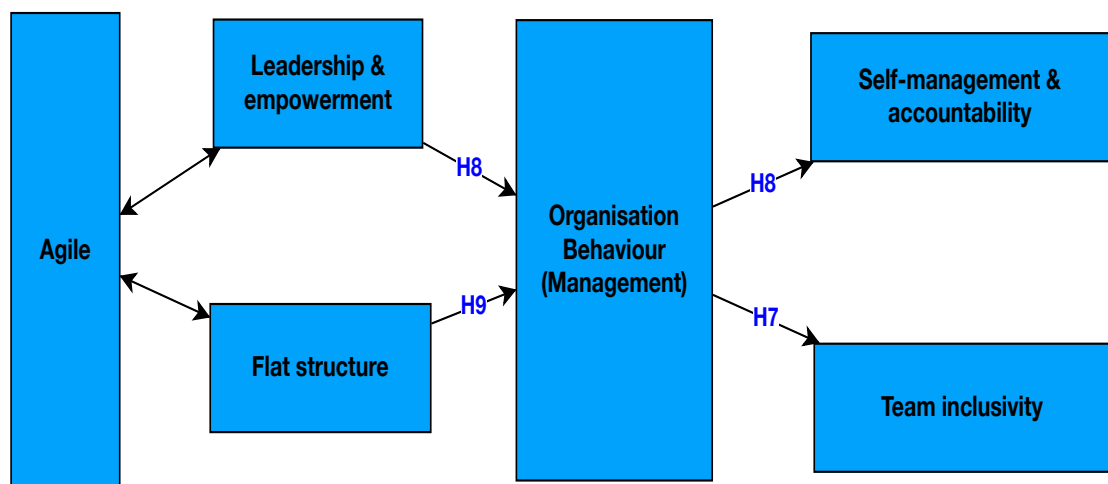 Agile
Leadership &
empowerment
H8
Flat structure
H9
Organisation
Behaviour
(Management)
H8
Self-management &
accountability
H7
Team inclusivity